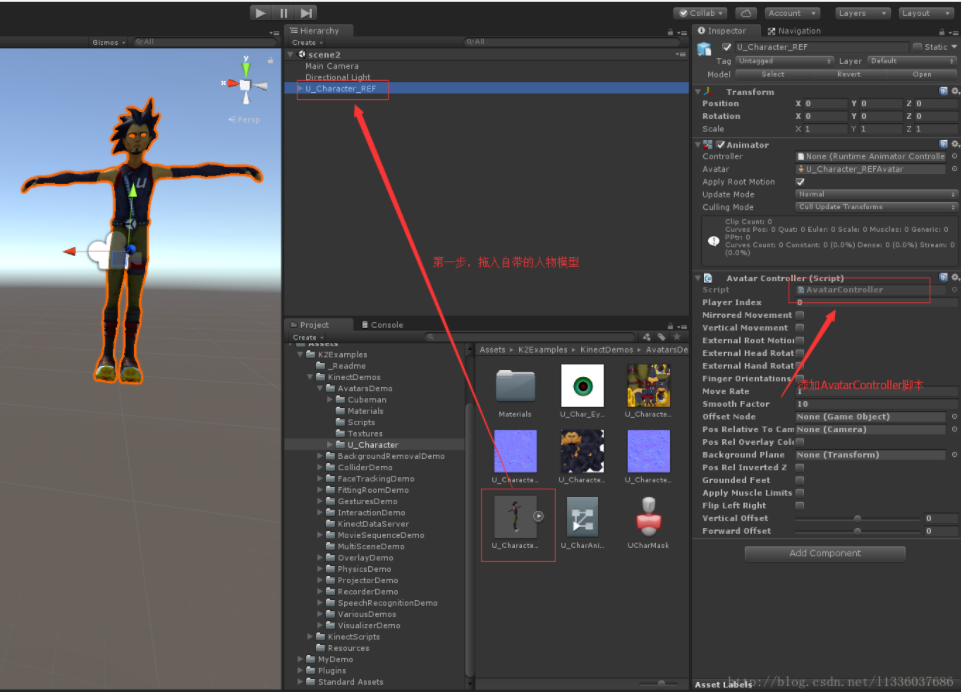 Collab
Account
Layers
Layout
Gizmos
All
y
x
Persp
Hierarchy
Create
All
scene2
Main Camera
Directional Light
U_Character_REF
第一步，拖入自带的人物模型
Project
Console
Create
Assets
K2Examples
_Readme
KinectDemos
AvatarsDemo
Cubeman
Materials
Scripts
Textures
U_Character
BackgroundRemovalDemo
ColliderDemo
FaceTrackingDemo
FittingRoomDemo
GesturesDemo
InteractionDemo
KinectDataServer
MovieSequenceDemo
MultiSceneDemo
OverlayDemo
PhysicsDemo
ProjectorDemo
RecorderDemo
SpeechRecognitionDemo
VariousDemos
VisualizerDemo
KinectScripts
Resources
MyDemo
Plugins
Standard Assets
Assets ▸ K2Examples ▸ KinectDemos ▸ AvatarsDe
Materials
U_Char_Ey...
U_Characte...
U_Characte...
U_Characte...
U_Characte...
U_Characte...
U_CharAni...
UCharMask
Inspector
Navigation
U_Character_REF
Static
Tag Untagged Layer Default
Model Select Revert Open
Transform
Position X 0 Y 0 Z 0
Rotation X 0 Y 0 Z 0
Scale X 1 Y 1 Z 1
Animator
Controller None (Runtime Animator Controlle
Avatar U_Character_REFAvatar
Apply Root Motion
Update Mode Normal
Culling Mode Cull Update Transforms
Clip Count: 0
Curves Pos: 0 Quat: 0 Euler: 0 Scale: 0 Muscles: 0 Generic: 0
PPtr: 0
Curves Count: 0 Constant: 0 (0.0%) Dense: 0 (0.0%) Stream: 0
(0.0%)
Avatar Controller (Script)
Script AvatarController
Player Index 0
Mirrored Movement
Vertical Movement
External Root Motion
External Head Rotat
External Hand Rotat
Finger Orientations
添加AvatarController脚本
Move Rate 1
Smooth Factor 10
Offset Node None (Game Object)
Pos Relative To Cam None (Camera)
Pos Rel Overlay Colo
Background Plane None (Transform)
Pos Rel Inverted Z
Grounded Feet
Apply Muscle Limits
Flip Left Right
Vertical Offset 0
Forward Offset 0
Add Component
Asset Labels
http://blog.csdn.net/l1336037686